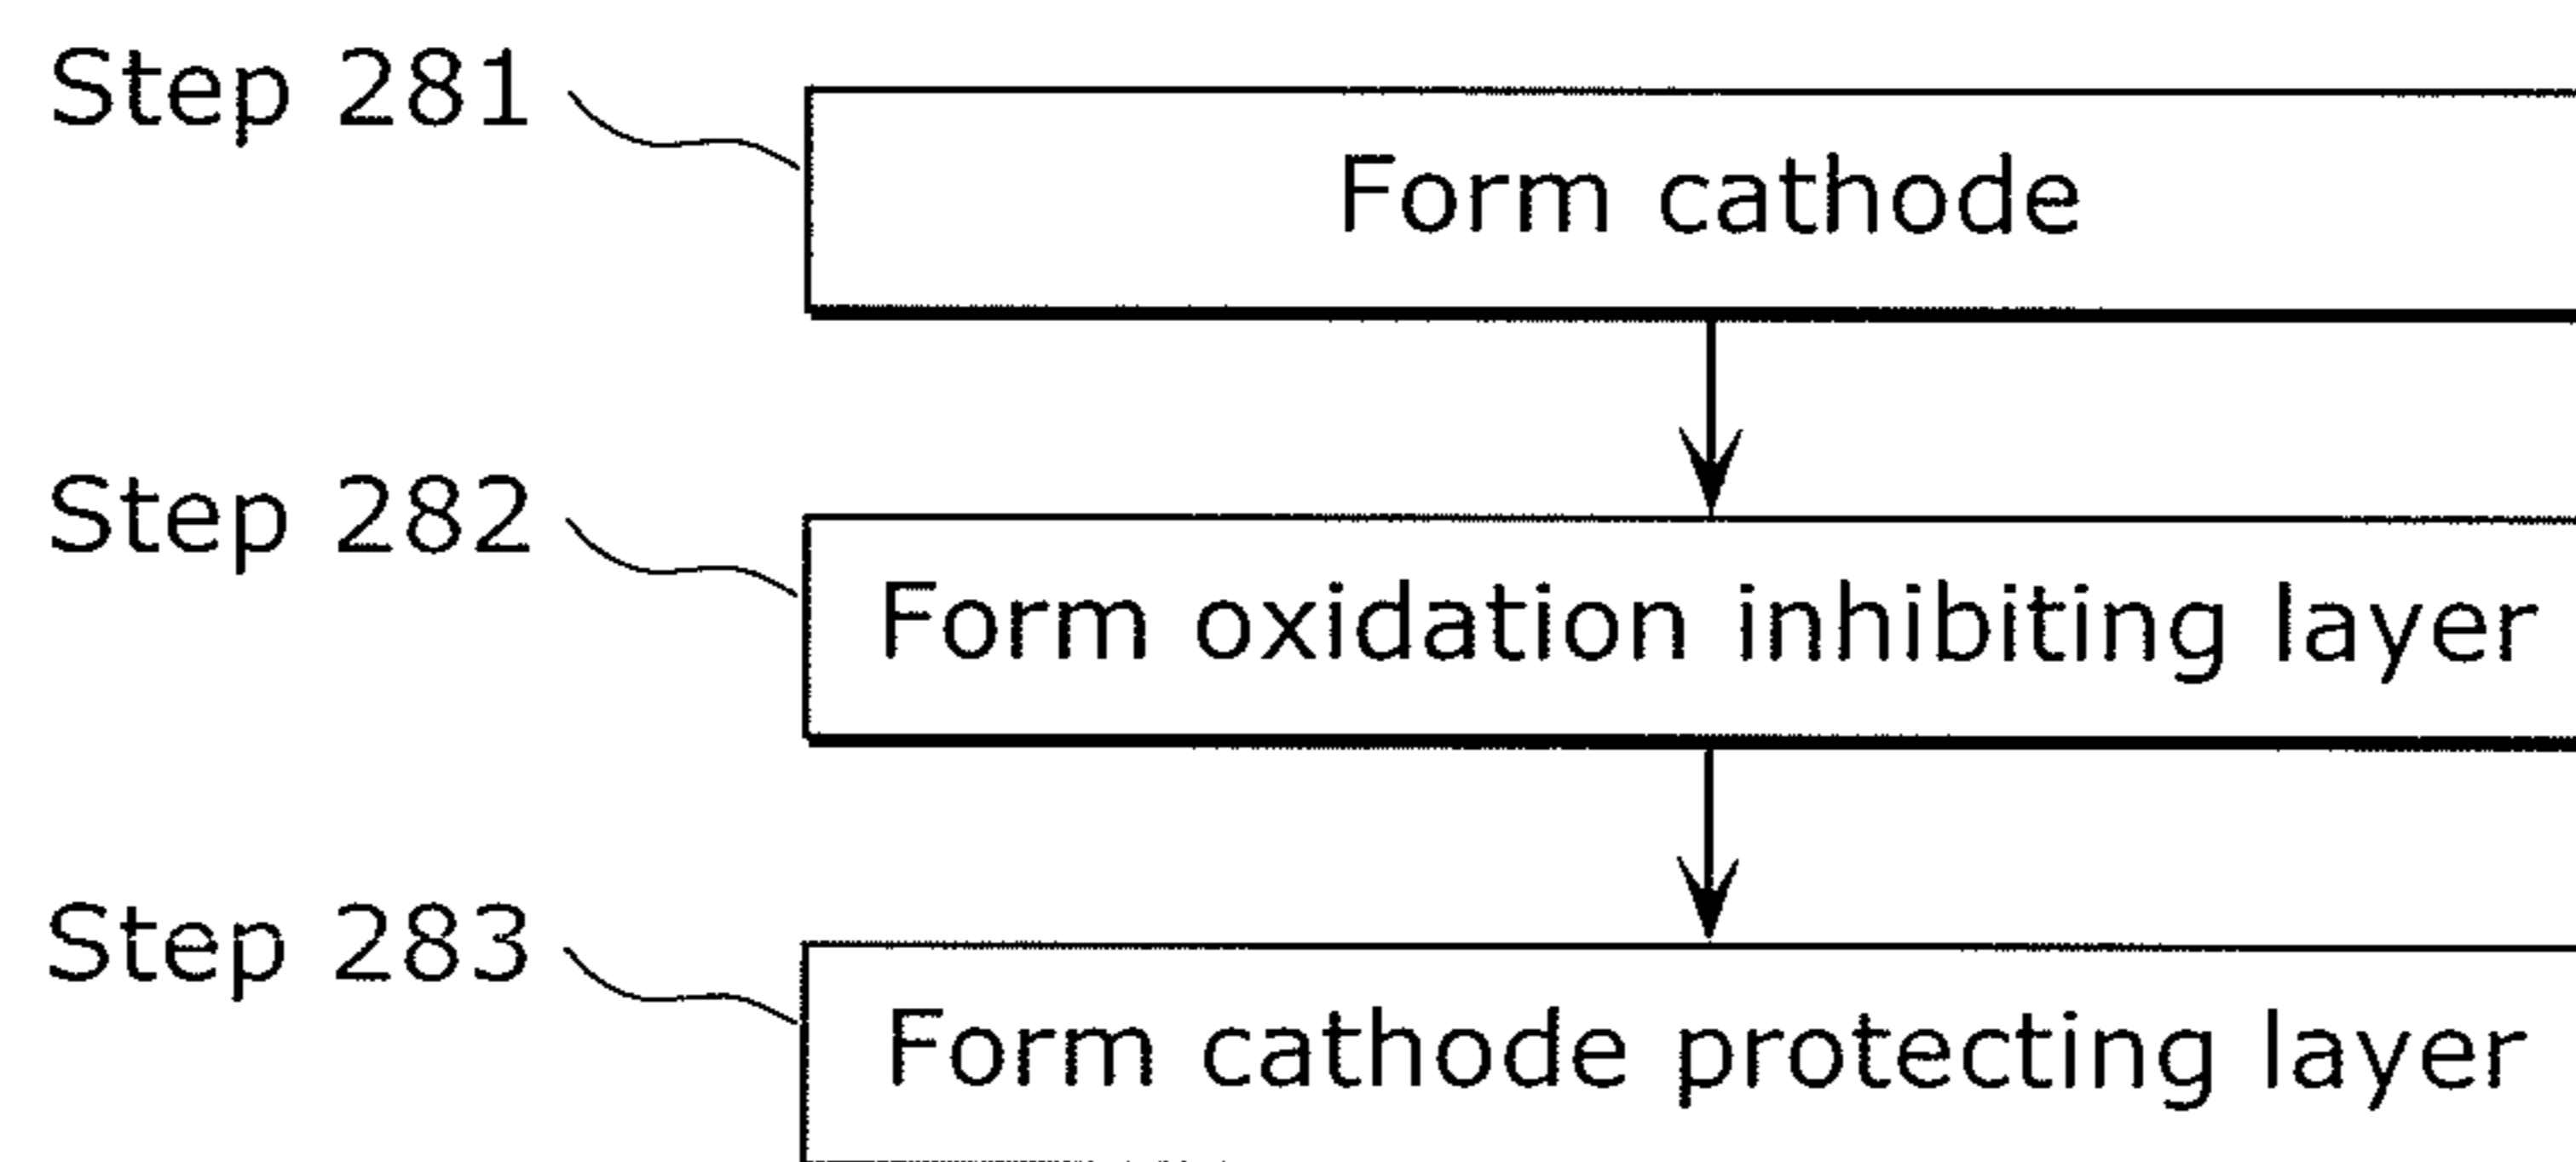 Step 281
Form cathode
Step 282
Form oxidation inhibiting layer
Step 283
Form cathode protecting layer